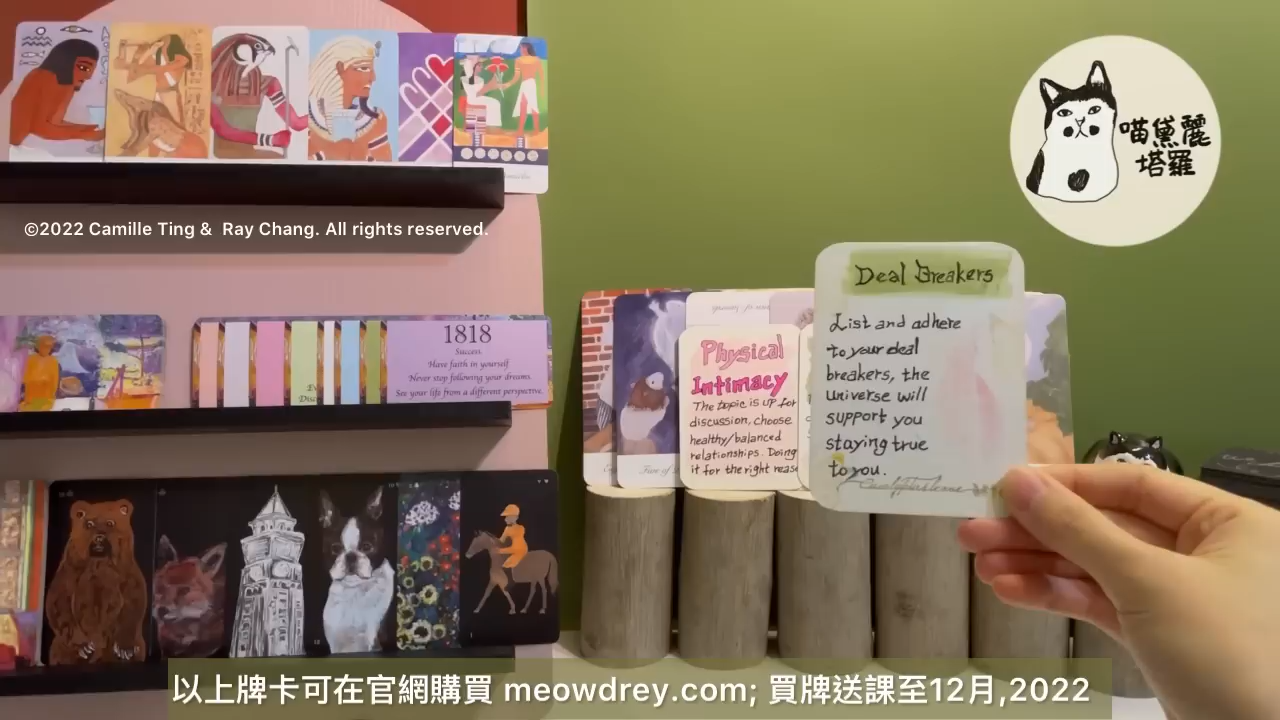 喵黛麗
塔羅
©2022 Camille Ting & Ray Chang. All rights reserved.
1818
Success.
Have faith in yourself
Never stop following your dreams.
See your life from a different perspective.
Physical
Intimacy
The topic is up for
discussion, choose
healthy/balanced
relationships. Doing
it for the right
Deal Breakers
List and adhere
to your deal
breakers, the
universe will
support you
staying true
to you.
以上牌卡可在官網購買 meowdrey.com; 買牌送課至12月,2022